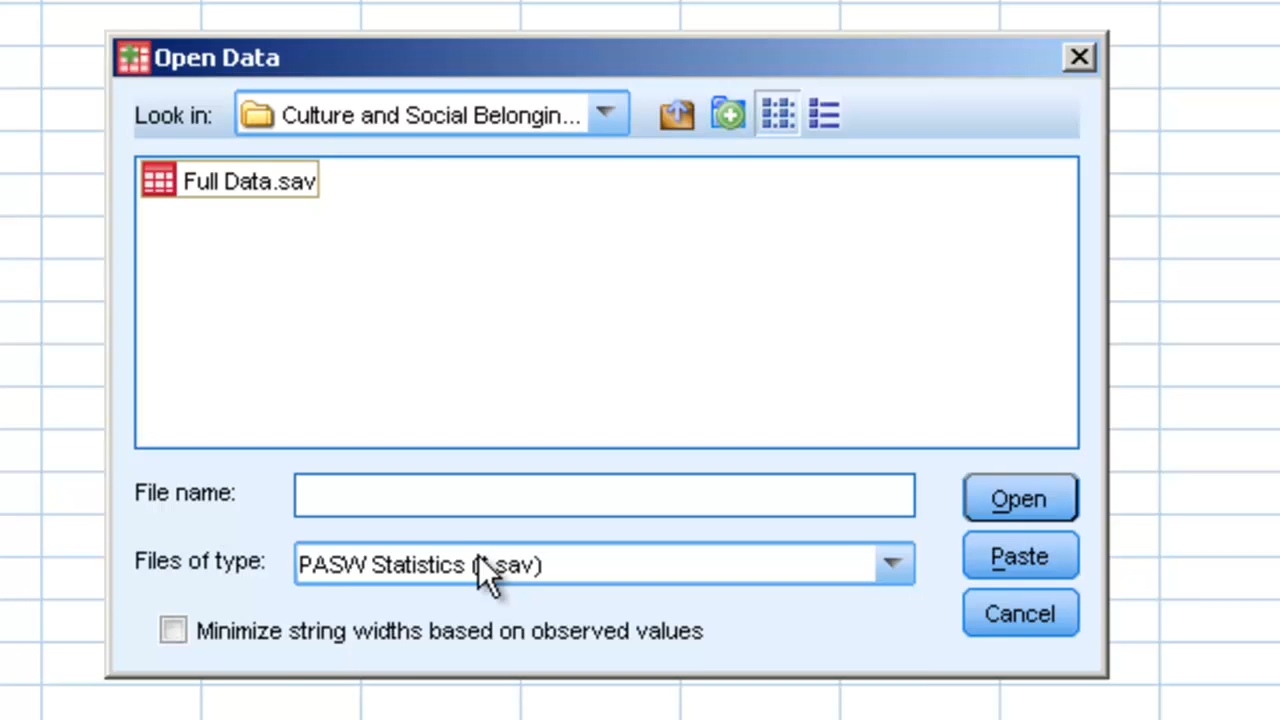 Open Data
Look in: Culture and Social Belongin...
Full Data.sav
File name:
Open
Files of type: PASW Statistics (*.sav)
Paste
Cancel
Minimize string widths based on observed values